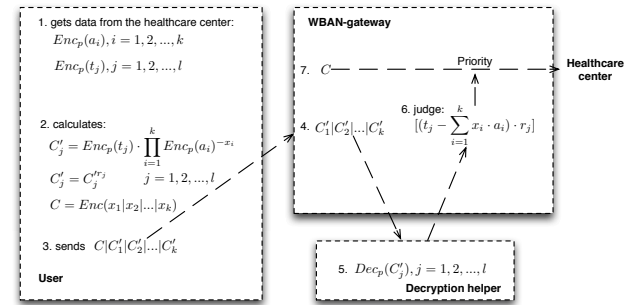 1. gets data from the healthcare center:
Enc_p(a_i), i = 1, 2, ..., k
Enc_p(t_j), j = 1, 2, ..., l
2. calculates:
C'_j = Enc_p(t_j) · ∏_{i=1}^{k} Enc_p(a_i)^{-x_i}
C'_j = C'^{r_j}_j j = 1, 2, ..., l
C = Enc(x_1|x_2|...|x_k)
3. sends C|C'_1|C'_2|...|C'_k
User
WBAN-gateway
7. C
Priority
Healthcare
center
6. judge:
4. C'_1|C'_2|...|C'_k
[(t_j − ∑_{i=1}^{k} x_i · a_i) · r_j]
5. Dec_p(C'_j), j = 1, 2, ..., l
Decryption helper